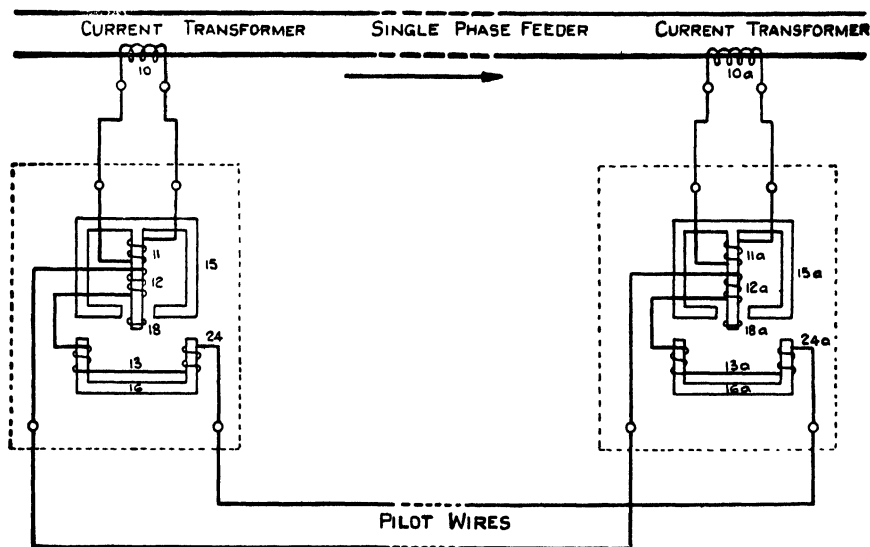 CURRENT TRANSFORMER SINGLE PHASE FEEDER CURRENT TRANSFORMER
10 10a
11 11a
15 15a
12 12a
18 18a
24 24a
13 13a
16 16a
PILOT WIRES